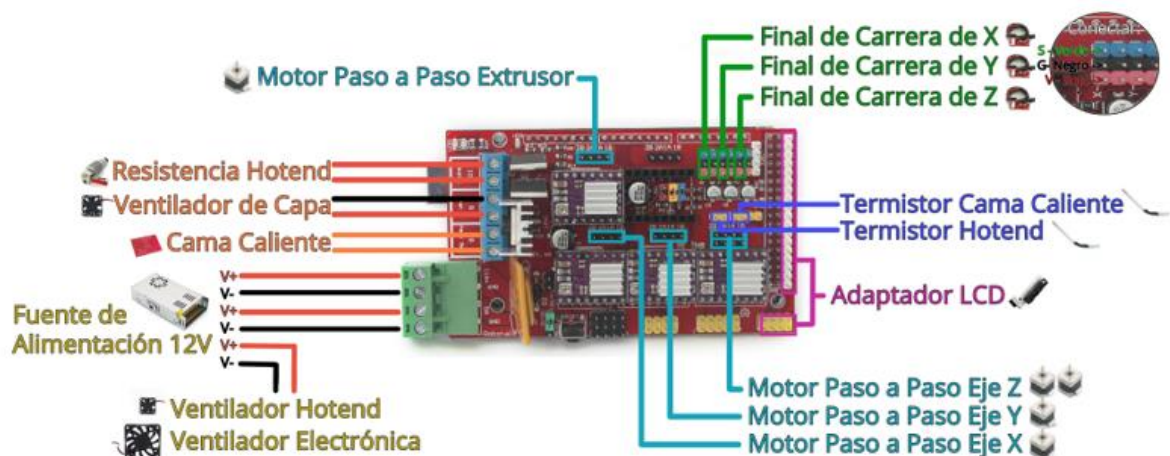 Final de Carrera de X
Final de Carrera de Y
Final de Carrera de Z
Conectar:
S - Verde
G - Negro
Motor Paso a Paso Extrusor
Resistencia Hotend
Ventilador de Capa
Cama Caliente
Termistor Cama Caliente
Termistor Hotend
Adaptador LCD
V+
V-
V+
V-
V+
V-
Fuente de
Alimentación 12V
Ventilador Hotend
Ventilador Electrónica
Motor Paso a Paso Eje Z
Motor Paso a Paso Eje Y
Motor Paso a Paso Eje X